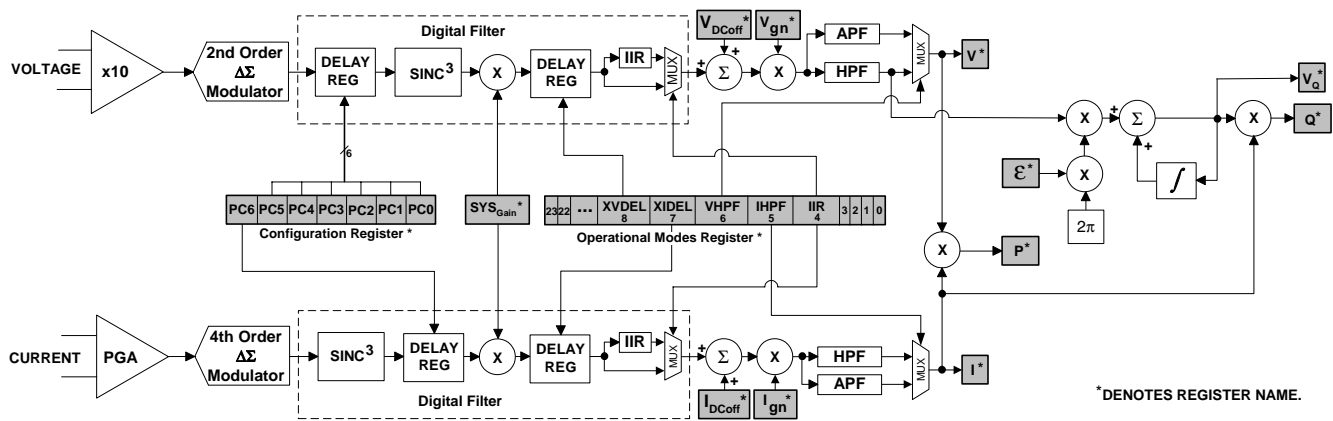 VOLTAGE
x10
2nd Order
ΔΣ
Modulator
Digital Filter
DELAY
REG
SINC3
X
DELAY
REG
IIR
MUX
+
Σ
+
VDCoff*
X
Vgn*
APF
HPF
MUX
V*
6
PC6 PC5 PC4 PC3 PC2 PC1 PC0
Configuration Register *
SYSGain*
23 22 ... XVDEL 8 XIDEL 7 VHPF 6 IHPF 5 IIR 4 3 2 1 0
Operational Modes Register *
X
+
Σ
+
∫
X
VQ*
Q*
Ɛ*
X
2π
X
P*
CURRENT
PGA
4th Order
ΔΣ
Modulator
SINC3
DELAY
REG
X
DELAY
REG
IIR
MUX
Digital Filter
+
Σ
+
IDCoff*
X
Ign*
HPF
APF
MUX
I*
*DENOTES REGISTER NAME.